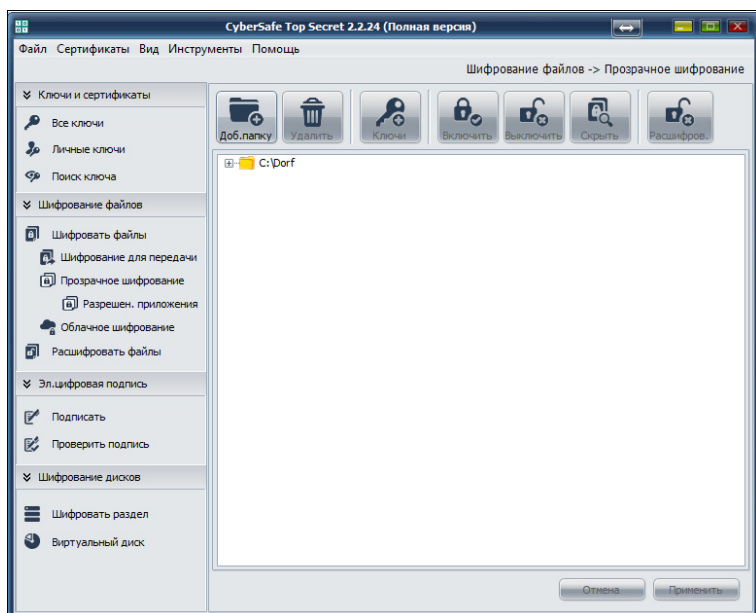 CyberSafe Top Secret 2.2.24 (Полная версия)
Файл Сертификаты Вид Инструменты Помощь
Шифрование файлов -> Прозрачное шифрование
Ключи и сертификаты
Все ключи
Личные ключи
Поиск ключа
Шифрование файлов
Шифровать файлы
Шифрование для передачи
Прозрачное шифрование
Разрешен. приложения
Облачное шифрование
Расшифровать файлы
Эл.цифровая подпись
Подписать
Проверить подпись
Шифрование дисков
Шифровать раздел
Виртуальный диск
Доб.папку Удалить Ключи Включить Выключить Скрыть Расшифров.
C:\Dorf
Отмена Применить